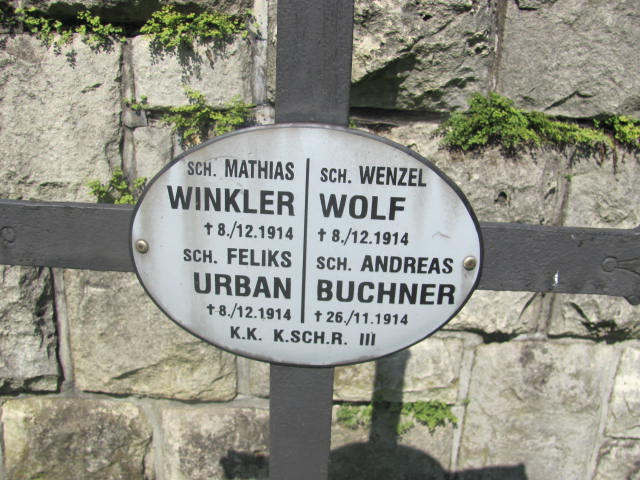 SCH. MATHIAS
WINKLER
✝ 8./12.1914
SCH. FELIKS
URBAN
✝ 8./12.1914
SCH. WENZEL
WOLF
✝ 8./12.1914
SCH. ANDREAS
BUCHNER
✝ 26./11.1914
K.K. K.SCH.R. III